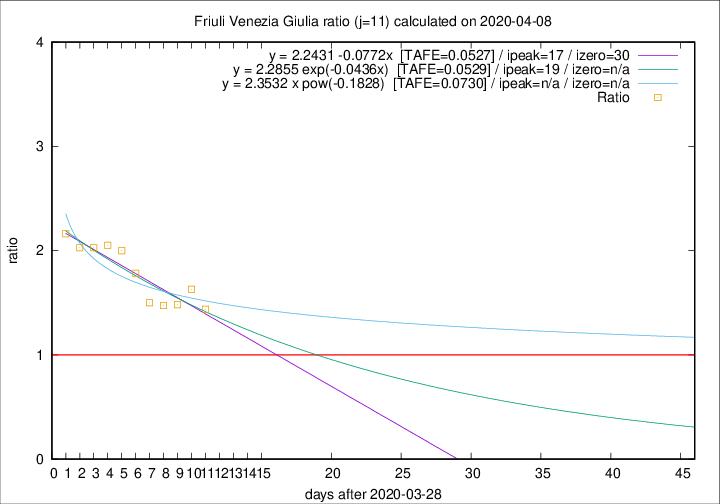 Friuli Venezia Giulia ratio (j=11) calculated on 2020-04-08
y = 2.2431 -0.0772x [TAFE=0.0527] / ipeak=17 / izero=30
y = 2.2855 exp(-0.0436x) [TAFE=0.0529] / ipeak=19 / izero=n/a
y = 2.3532 x pow(-0.1828) [TAFE=0.0730] / ipeak=n/a / izero=n/a
Ratio
4
3
2
1
0
ratio
0 1 2 3 4 5 6 7 8 9 10 11 12 13 14 15 20 25 30 35 40 45
days after 2020-03-28